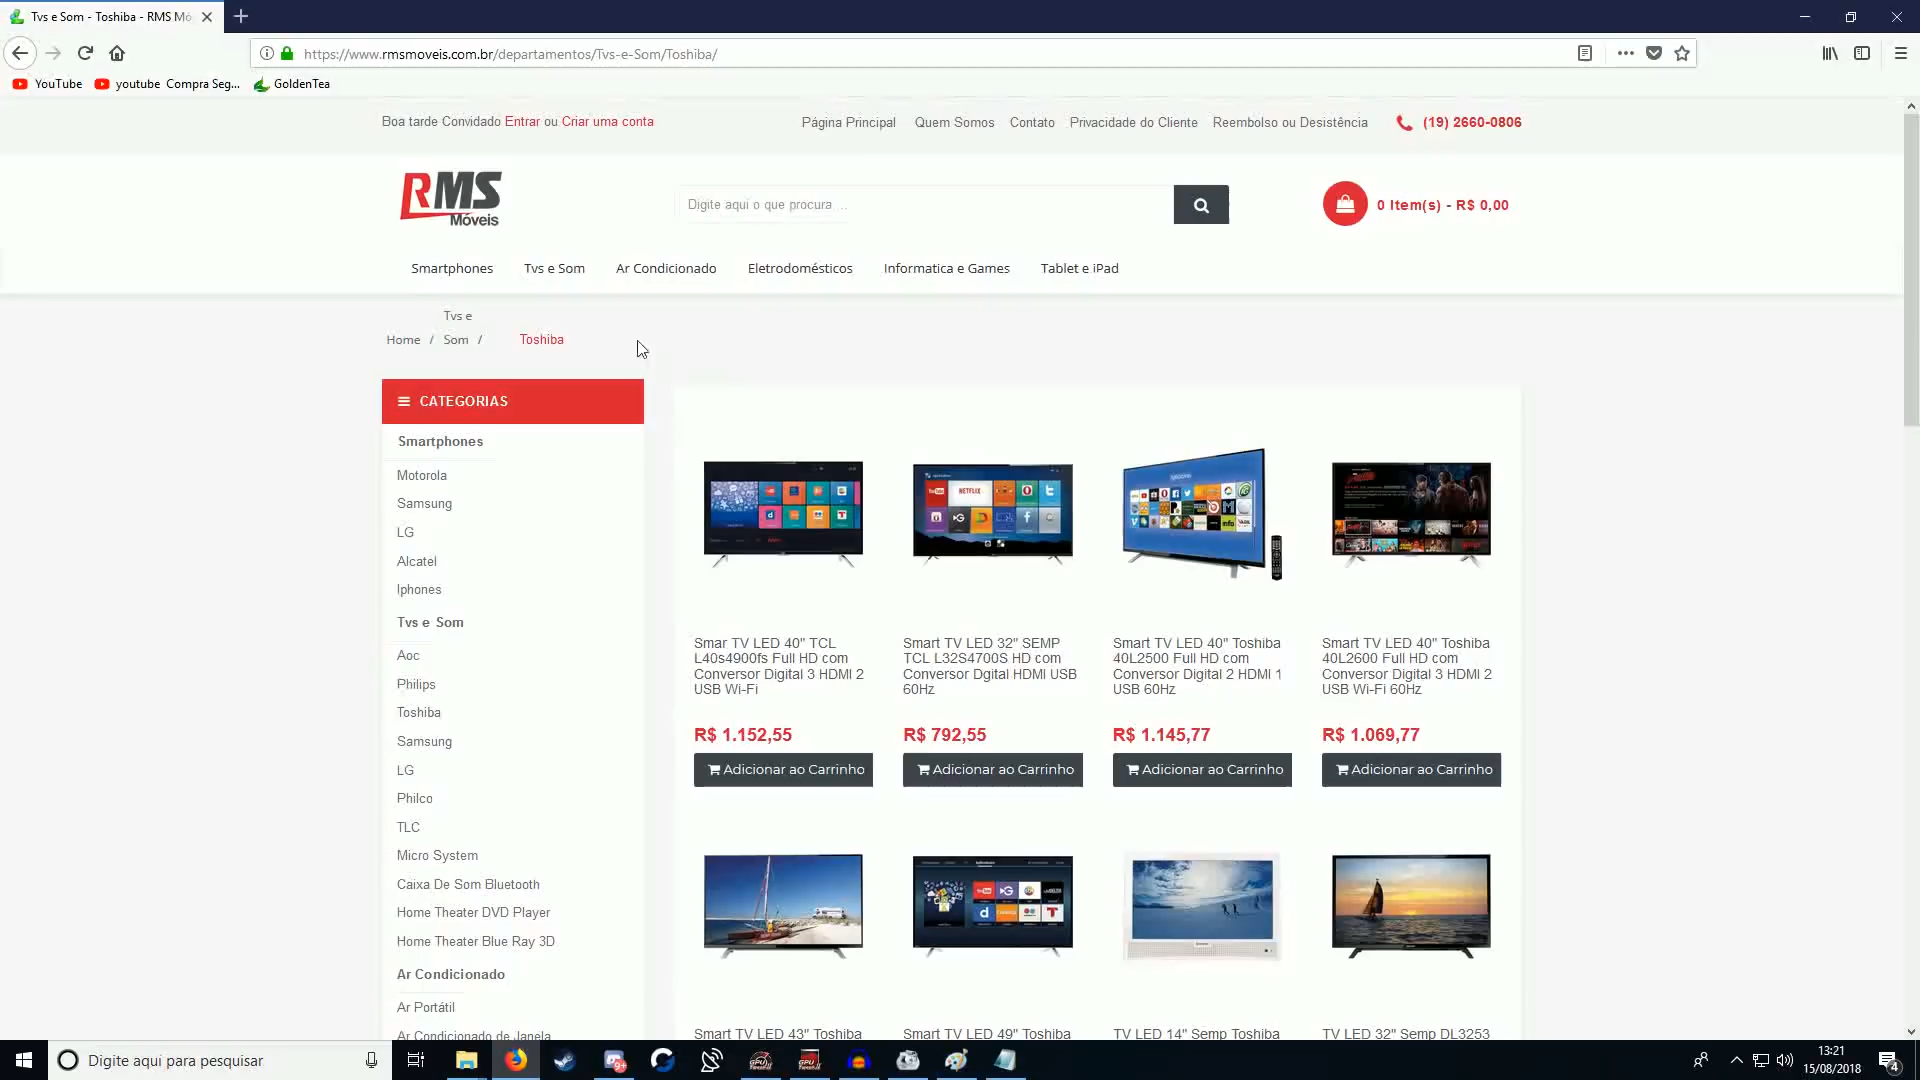 Tvs e Som - Toshiba - RMS Mó
https://www.rmsmoveis.com.br/departamentos/Tvs-e-Som/Toshiba/
YouTube youtube Compra Seg... GoldenTea
Boa tarde Convidado Entrar ou Criar uma conta
Página Principal Quem Somos Contato Privacidade do Cliente Reembolso ou Desistência (19) 2660-0806
RMS
Móveis
Digite aqui o que procura ...
0 Item(s) - R$ 0,00
Smartphones Tvs e Som Ar Condicionado Eletrodomésticos Informatica e Games Tablet e iPad
Home / Tvs e
Som / Toshiba
CATEGORIAS
Smartphones
Motorola
Samsung
LG
Alcatel
Iphones
Tvs e Som
Aoc
Philips
Toshiba
Samsung
LG
Philco
TLC
Micro System
Caixa De Som Bluetooth
Home Theater DVD Player
Home Theater Blue Ray 3D
Ar Condicionado
Ar Portátil
Ar Condicionado de Janela
NETFLIX
Smar TV LED 40" TCL
L40s4900fs Full HD com
Conversor Digital 3 HDMI 2
USB Wi-Fi
R$ 1.152,55
Adicionar ao Carrinho
Smart TV LED 32" SEMP
TCL L32S4700S HD com
Conversor Dgital HDMI USB
60Hz
R$ 792,55
Adicionar ao Carrinho
Smart TV LED 40" Toshiba
40L2500 Full HD com
Conversor Digital 2 HDMI 1
USB 60Hz
R$ 1.145,77
Adicionar ao Carrinho
Smart TV LED 40" Toshiba
40L2600 Full HD com
Conversor Digital 3 HDMI 2
USB Wi-Fi 60Hz
R$ 1.069,77
Adicionar ao Carrinho
Smart TV LED 43" Toshiba
Smart TV LED 49" Toshiba
TV LED 14" Semp Toshiba
TV LED 32" Semp DL3253
Digite aqui para pesquisar
9+
13:21
15/08/2018
4